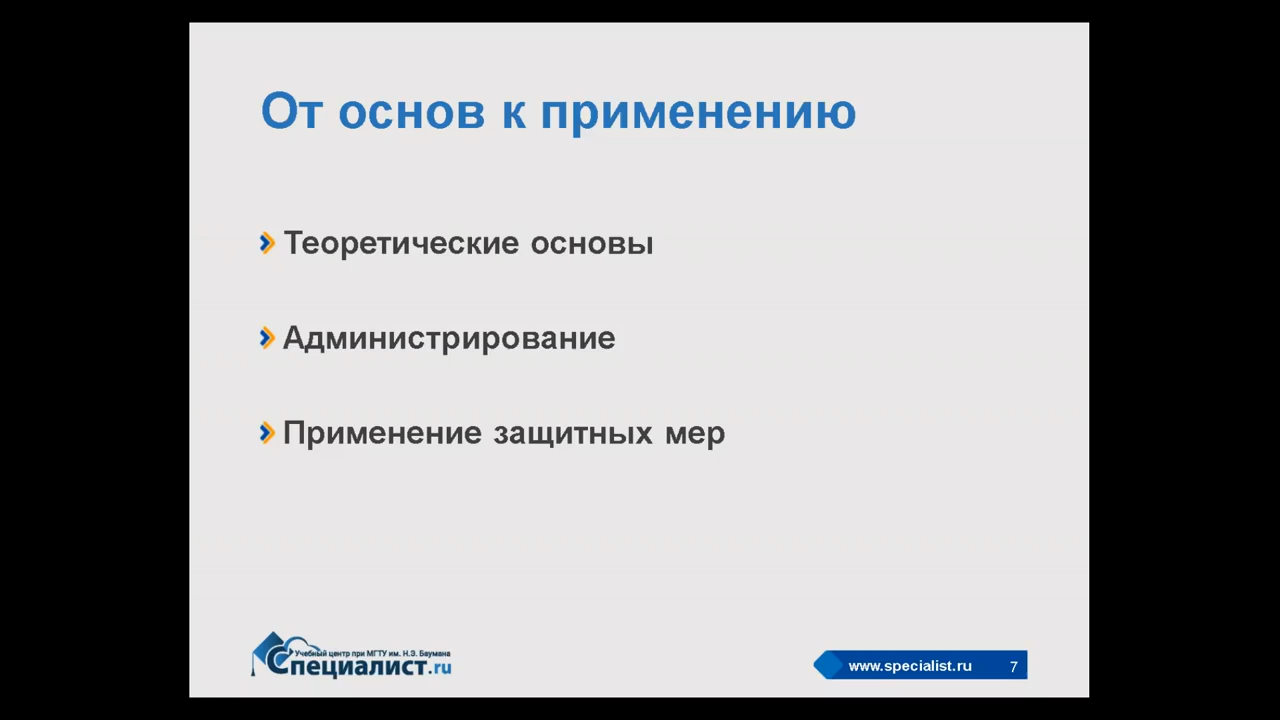 От основ к применению
Теоретические основы
Администрирование
Применение защитных мер
Учебный центр при МГТУ им. Н.Э. Баумана
Специалист.ru
www.specialist.ru 7